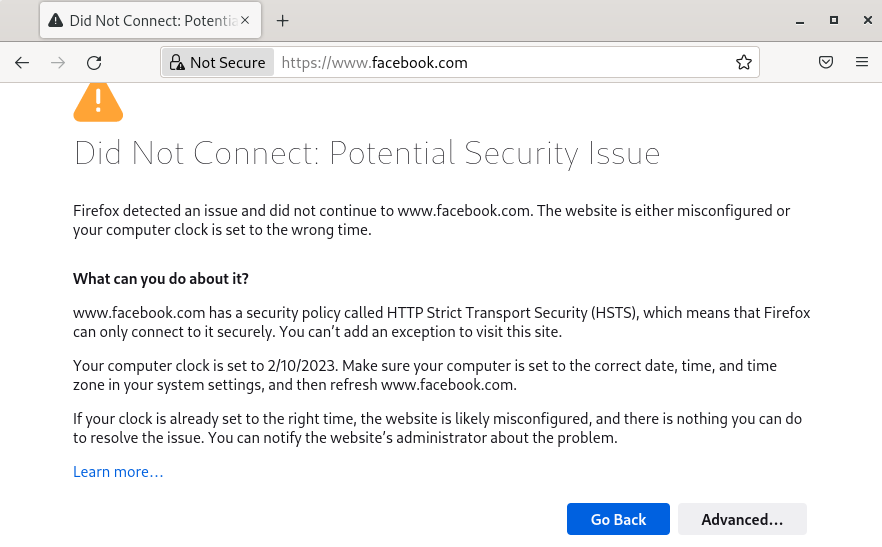 Did Not Connect: Potentia
Not Secure https://www.facebook.com
Did Not Connect: Potential Security Issue
Firefox detected an issue and did not continue to www.facebook.com. The website is either misconfigured or
your computer clock is set to the wrong time.
What can you do about it?
www.facebook.com has a security policy called HTTP Strict Transport Security (HSTS), which means that Firefox
can only connect to it securely. You can’t add an exception to visit this site.
Your computer clock is set to 2/10/2023. Make sure your computer is set to the correct date, time, and time
zone in your system settings, and then refresh www.facebook.com.
If your clock is already set to the right time, the website is likely misconfigured, and there is nothing you can do
to resolve the issue. You can notify the website’s administrator about the problem.
Learn more…
Go Back Advanced…